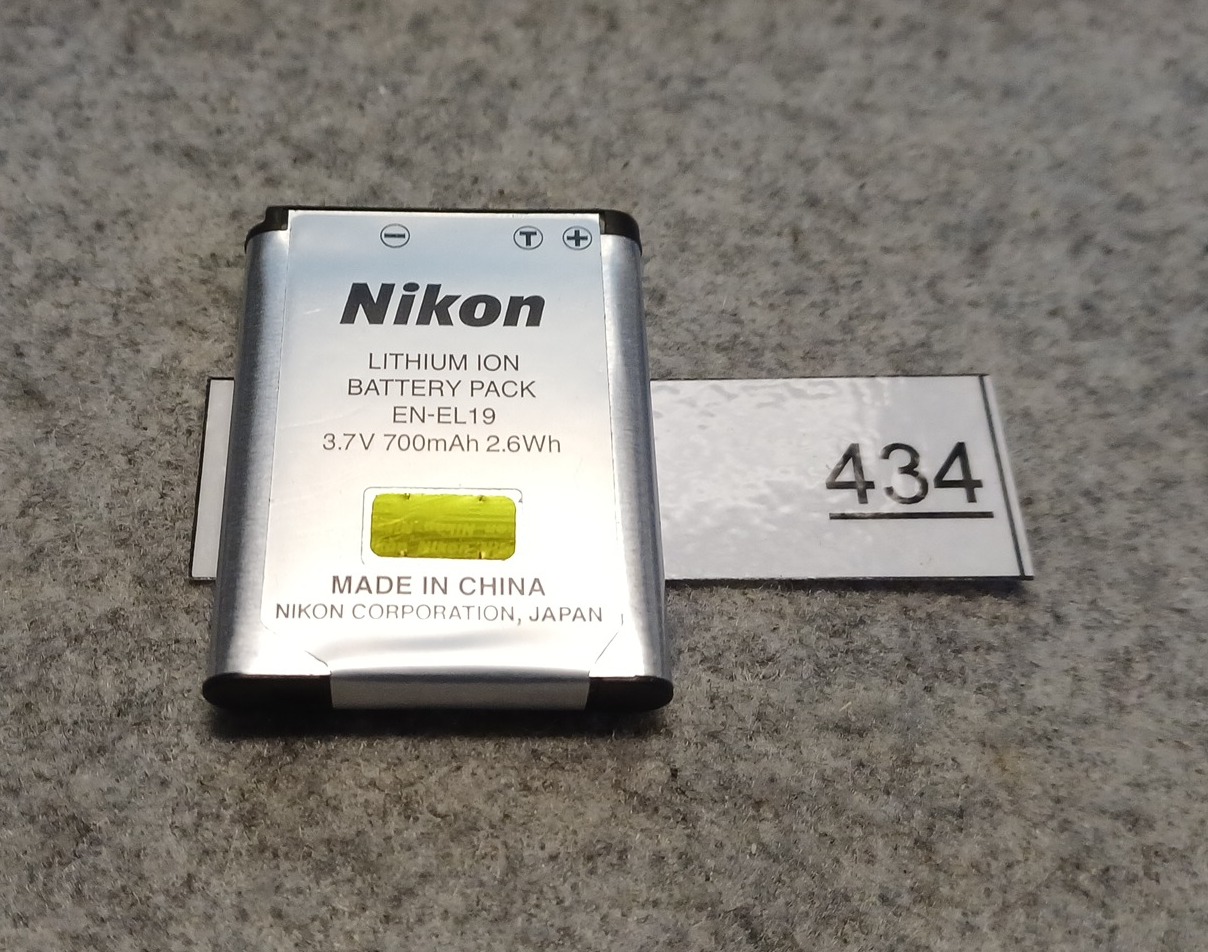 − T +
Nikon
LITHIUM ION
BATTERY PACK
EN-EL19
3.7V 700mAh 2.6Wh
MADE IN CHINA
NIKON CORPORATION, JAPAN
434